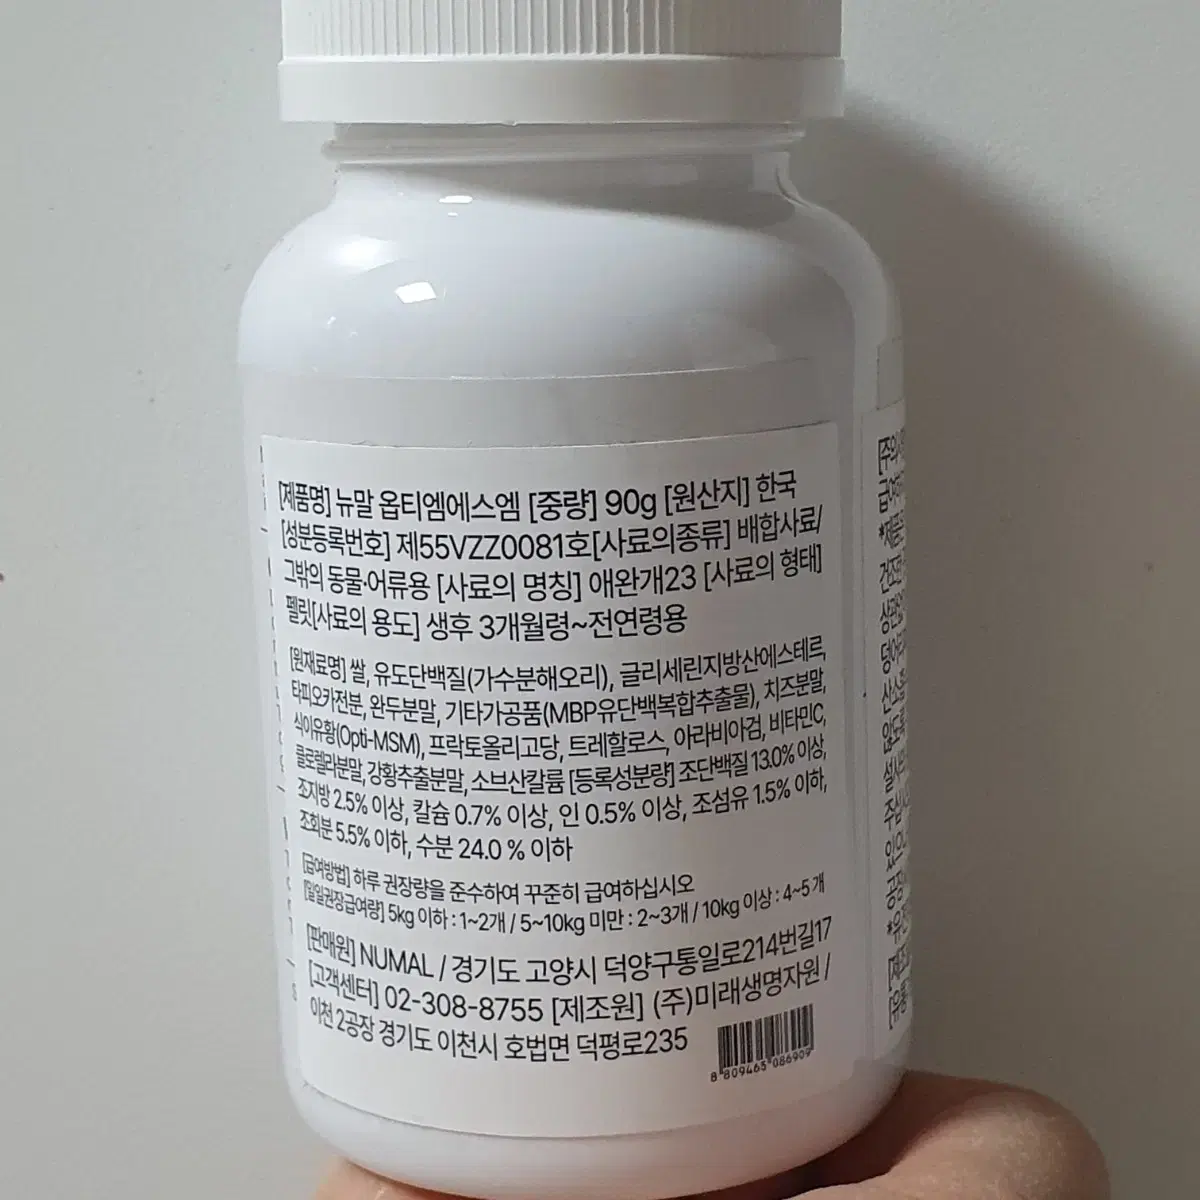 [제품명] 뉴말 옵티엠에스엠 [중량] 90g [원산지] 한국
[성분등록번호] 제55VZZ0081호[사료의종류] 배합사료/
그밖의 동물·어류용 [사료의 명칭] 애완개23 [사료의 형태]
펠릿[사료의 용도] 생후 3개월령~전연령용
[원재료명] 쌀, 유도단백질(가수분해오리), 글리세린지방산에스테르,
타피오카전분, 완두분말, 기타가공품(MBP유단백복합추출물), 치즈분말,
식이유황(Opti-MSM), 프락토올리고당, 트레할로스, 아라비아검, 비타민C,
클로렐라분말, 강황추출분말, 소브산칼륨 [등록성분량] 조단백질 13.0% 이상,
조지방 2.5% 이상, 칼슘 0.7% 이상, 인 0.5% 이상, 조섬유 1.5% 이하,
조회분 5.5% 이하, 수분 24.0 % 이하
[급여방법] 하루 권장량을 준수하여 꾸준히 급여하십시오
[일일권장급여량] 5kg 이하 : 1~2개 / 5~10kg 미만 : 2~3개 / 10kg 이상 : 4~5 개
[판매원] NUMAL / 경기도 고양시 덕양구통일로214번길17
[고객센터] 02-308-8755 [제조원] (주)미래생명자원 /
이천 2공장 경기도 이천시 호법면 덕평로235
8 809465 086909